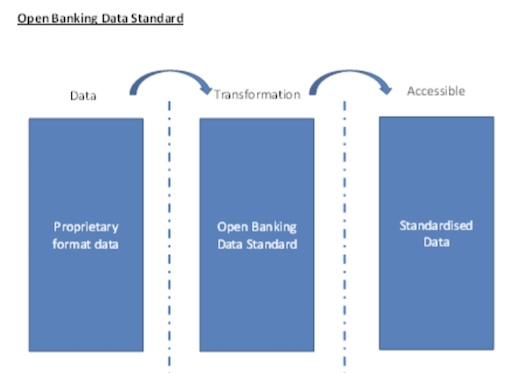 Open Banking Data Standard
Data
Transformation
Accessible
Proprietary
format data
Open Banking
Data Standard
Standardised
Data